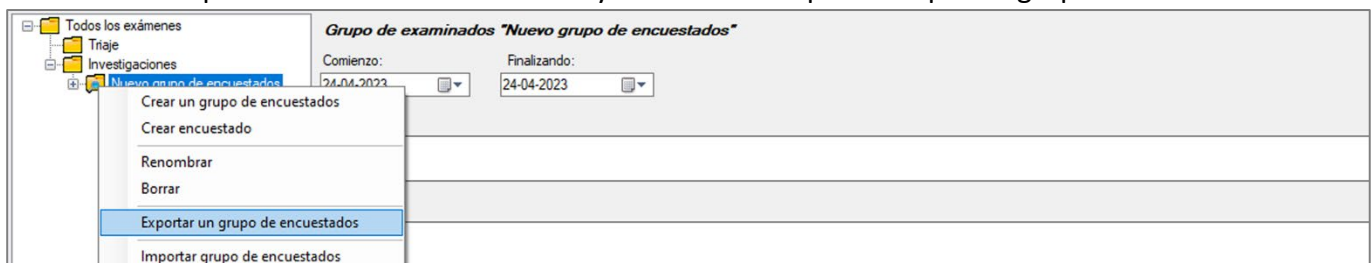 Todos los exámenes
Triaje
Investigaciones
Nuevo grupo de encuestados
Grupo de examinados "Nuevo grupo de encuestados"
Comienzo: Finalizando:
24-04-2023 24-04-2023
Crear un grupo de encuestados
Crear encuestado
Renombrar
Borrar
Exportar un grupo de encuestados
Importar grupo de encuestados